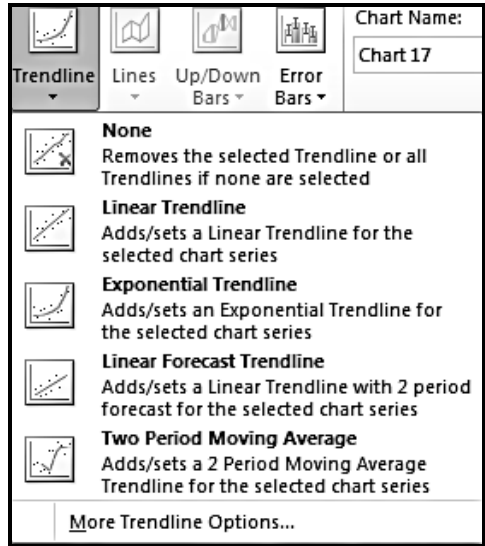 Chart Name:
Chart 17
Trendline
Lines
Up/Down
Bars
Error
Bars
None
Removes the selected Trendline or all
Trendlines if none are selected
Linear Trendline
Adds/sets a Linear Trendline for the
selected chart series
Exponential Trendline
Adds/sets an Exponential Trendline for
the selected chart series
Linear Forecast Trendline
Adds/sets a Linear Trendline with 2 period
forecast for the selected chart series
Two Period Moving Average
Adds/sets a 2 Period Moving Average
Trendline for the selected chart series
More Trendline Options...